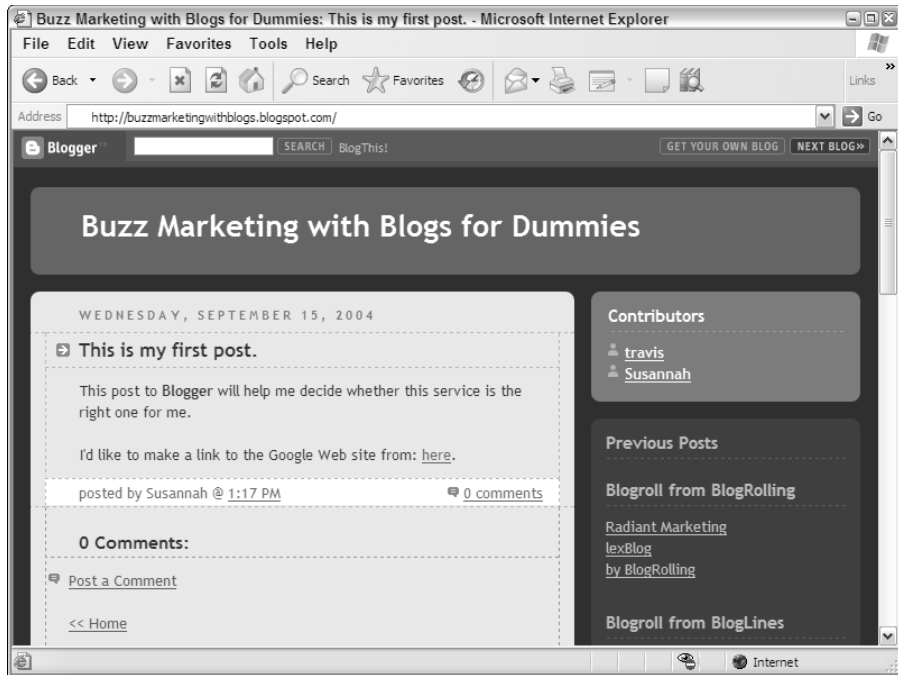 Buzz Marketing with Blogs for Dummies: This is my first post. - Microsoft Internet Explorer
File Edit View Favorites Tools Help
Back Search Favorites Links »
Address http://buzzmarketingwithblogs.blogspot.com/ Go
Blogger™ SEARCH BlogThis! GET YOUR OWN BLOG NEXT BLOG»
Buzz Marketing with Blogs for Dummies
WEDNESDAY, SEPTEMBER 15, 2004
This is my first post.
This post to Blogger will help me decide whether this service is the
right one for me.
I'd like to make a link to the Google Web site from: here.
posted by Susannah @ 1:17 PM 0 comments
0 Comments:
Post a Comment
<< Home
Contributors
travis
Susannah
Previous Posts
Blogroll from BlogRolling
Radiant Marketing
lexBlog
by BlogRolling
Blogroll from BlogLines
Internet